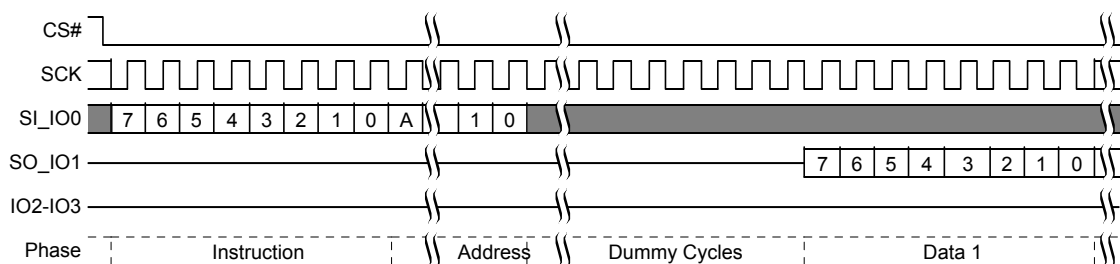 CS#
SCK
SI_IO0 7 6 5 4 3 2 1 0 A 1 0
SO_IO1 7 6 5 4 3 2 1 0
IO2-IO3
Phase Instruction Address Dummy Cycles Data 1